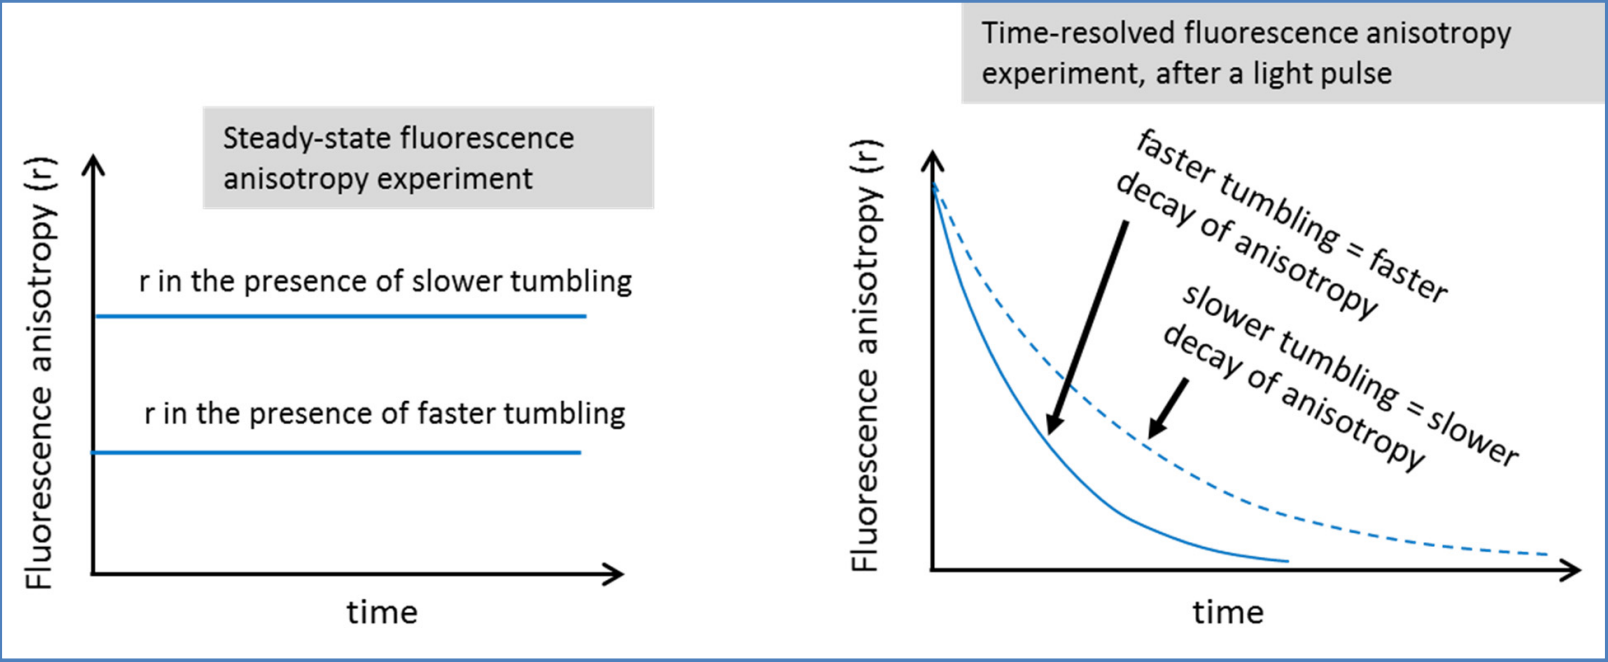 Steady-state fluorescence
anisotropy experiment
Fluorescence anisotropy (r)
r in the presence of slower tumbling
r in the presence of faster tumbling
time
Time-resolved fluorescence anisotropy
experiment, after a light pulse
Fluorescence anisotropy (r)
faster tumbling = faster
decay of anisotropy
slower tumbling = slower
decay of anisotropy
time